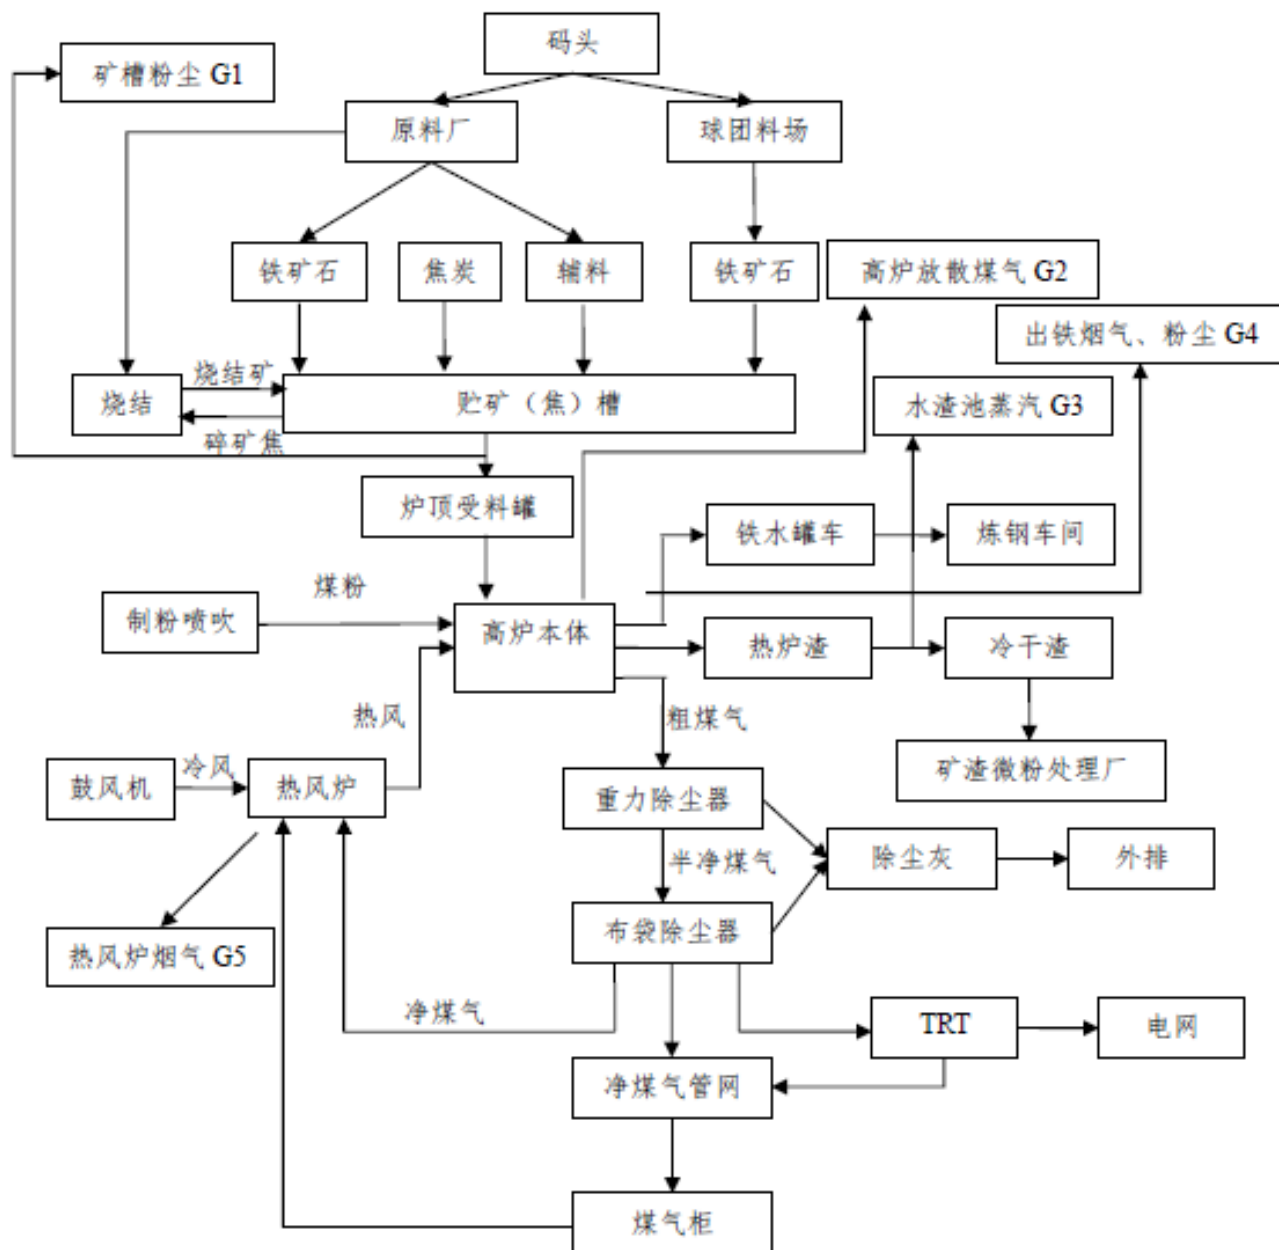 码头
矿槽粉尘 G1
原料厂
球团料场
铁矿石
焦炭
辅料
铁矿石
高炉放散煤气 G2
出铁烟气、粉尘 G4
烧结矿
烧结
贮矿（焦）槽
水渣池蒸汽 G3
碎矿焦
炉顶受料罐
铁水罐车
炼钢车间
煤粉
制粉喷吹
高炉本体
热炉渣
冷干渣
热风
粗煤气
冷风
鼓风机
热风炉
重力除尘器
矿渣微粉处理厂
半净煤气
除尘灰
外排
布袋除尘器
热风炉烟气 G5
净煤气
TRT
电网
净煤气管网
煤气柜